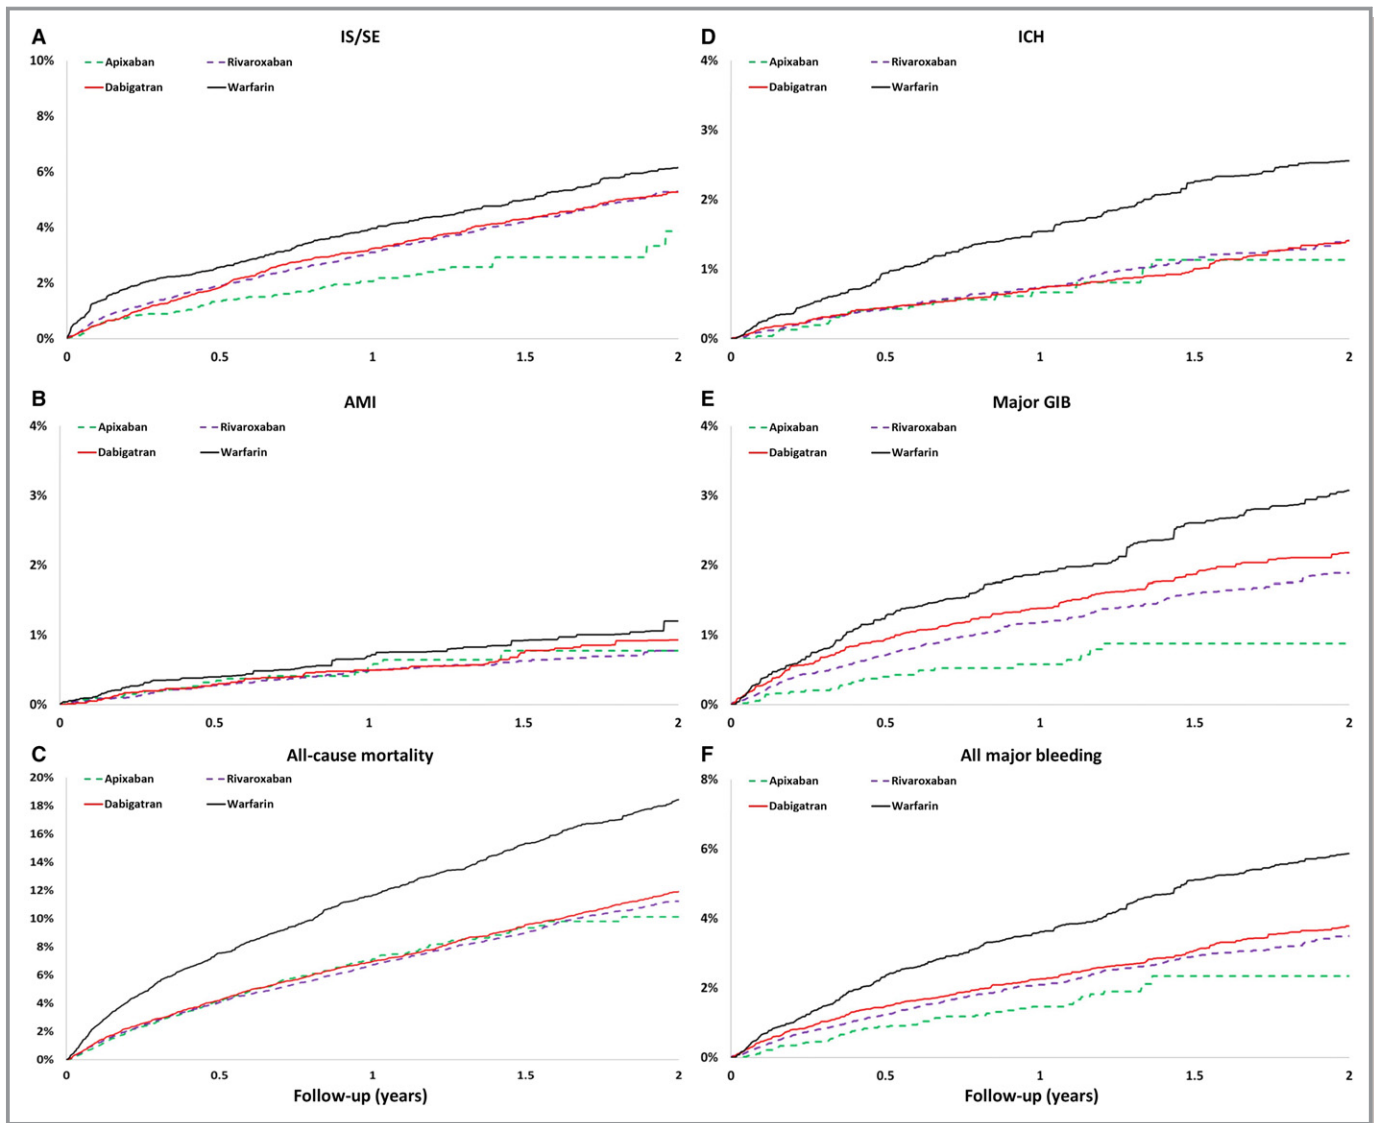 A
IS/SE
Apixaban
Rivaroxaban
Dabigatran
Warfarin
10%
8%
6%
4%
2%
0%
0 0.5 1 1.5 2
B
AMI
4%
Apixaban
Rivaroxaban
Dabigatran
Warfarin
3%
2%
1%
0%
0 0.5 1 1.5 2
C
All-cause mortality
20%
Apixaban
Rivaroxaban
18%
Dabigatran
Warfarin
16%
14%
12%
10%
8%
6%
4%
2%
0%
0 0.5 1 1.5 2
Follow-up (years)
D
ICH
4%
Apixaban
Rivaroxaban
Dabigatran
Warfarin
3%
2%
1%
0%
0 0.5 1 1.5 2
E
Major GIB
4%
Apixaban
Rivaroxaban
Dabigatran
Warfarin
3%
2%
1%
0%
0 0.5 1 1.5 2
F
All major bleeding
8%
Apixaban
Rivaroxaban
Dabigatran
Warfarin
6%
4%
2%
0%
0 0.5 1 1.5 2
Follow-up (years)